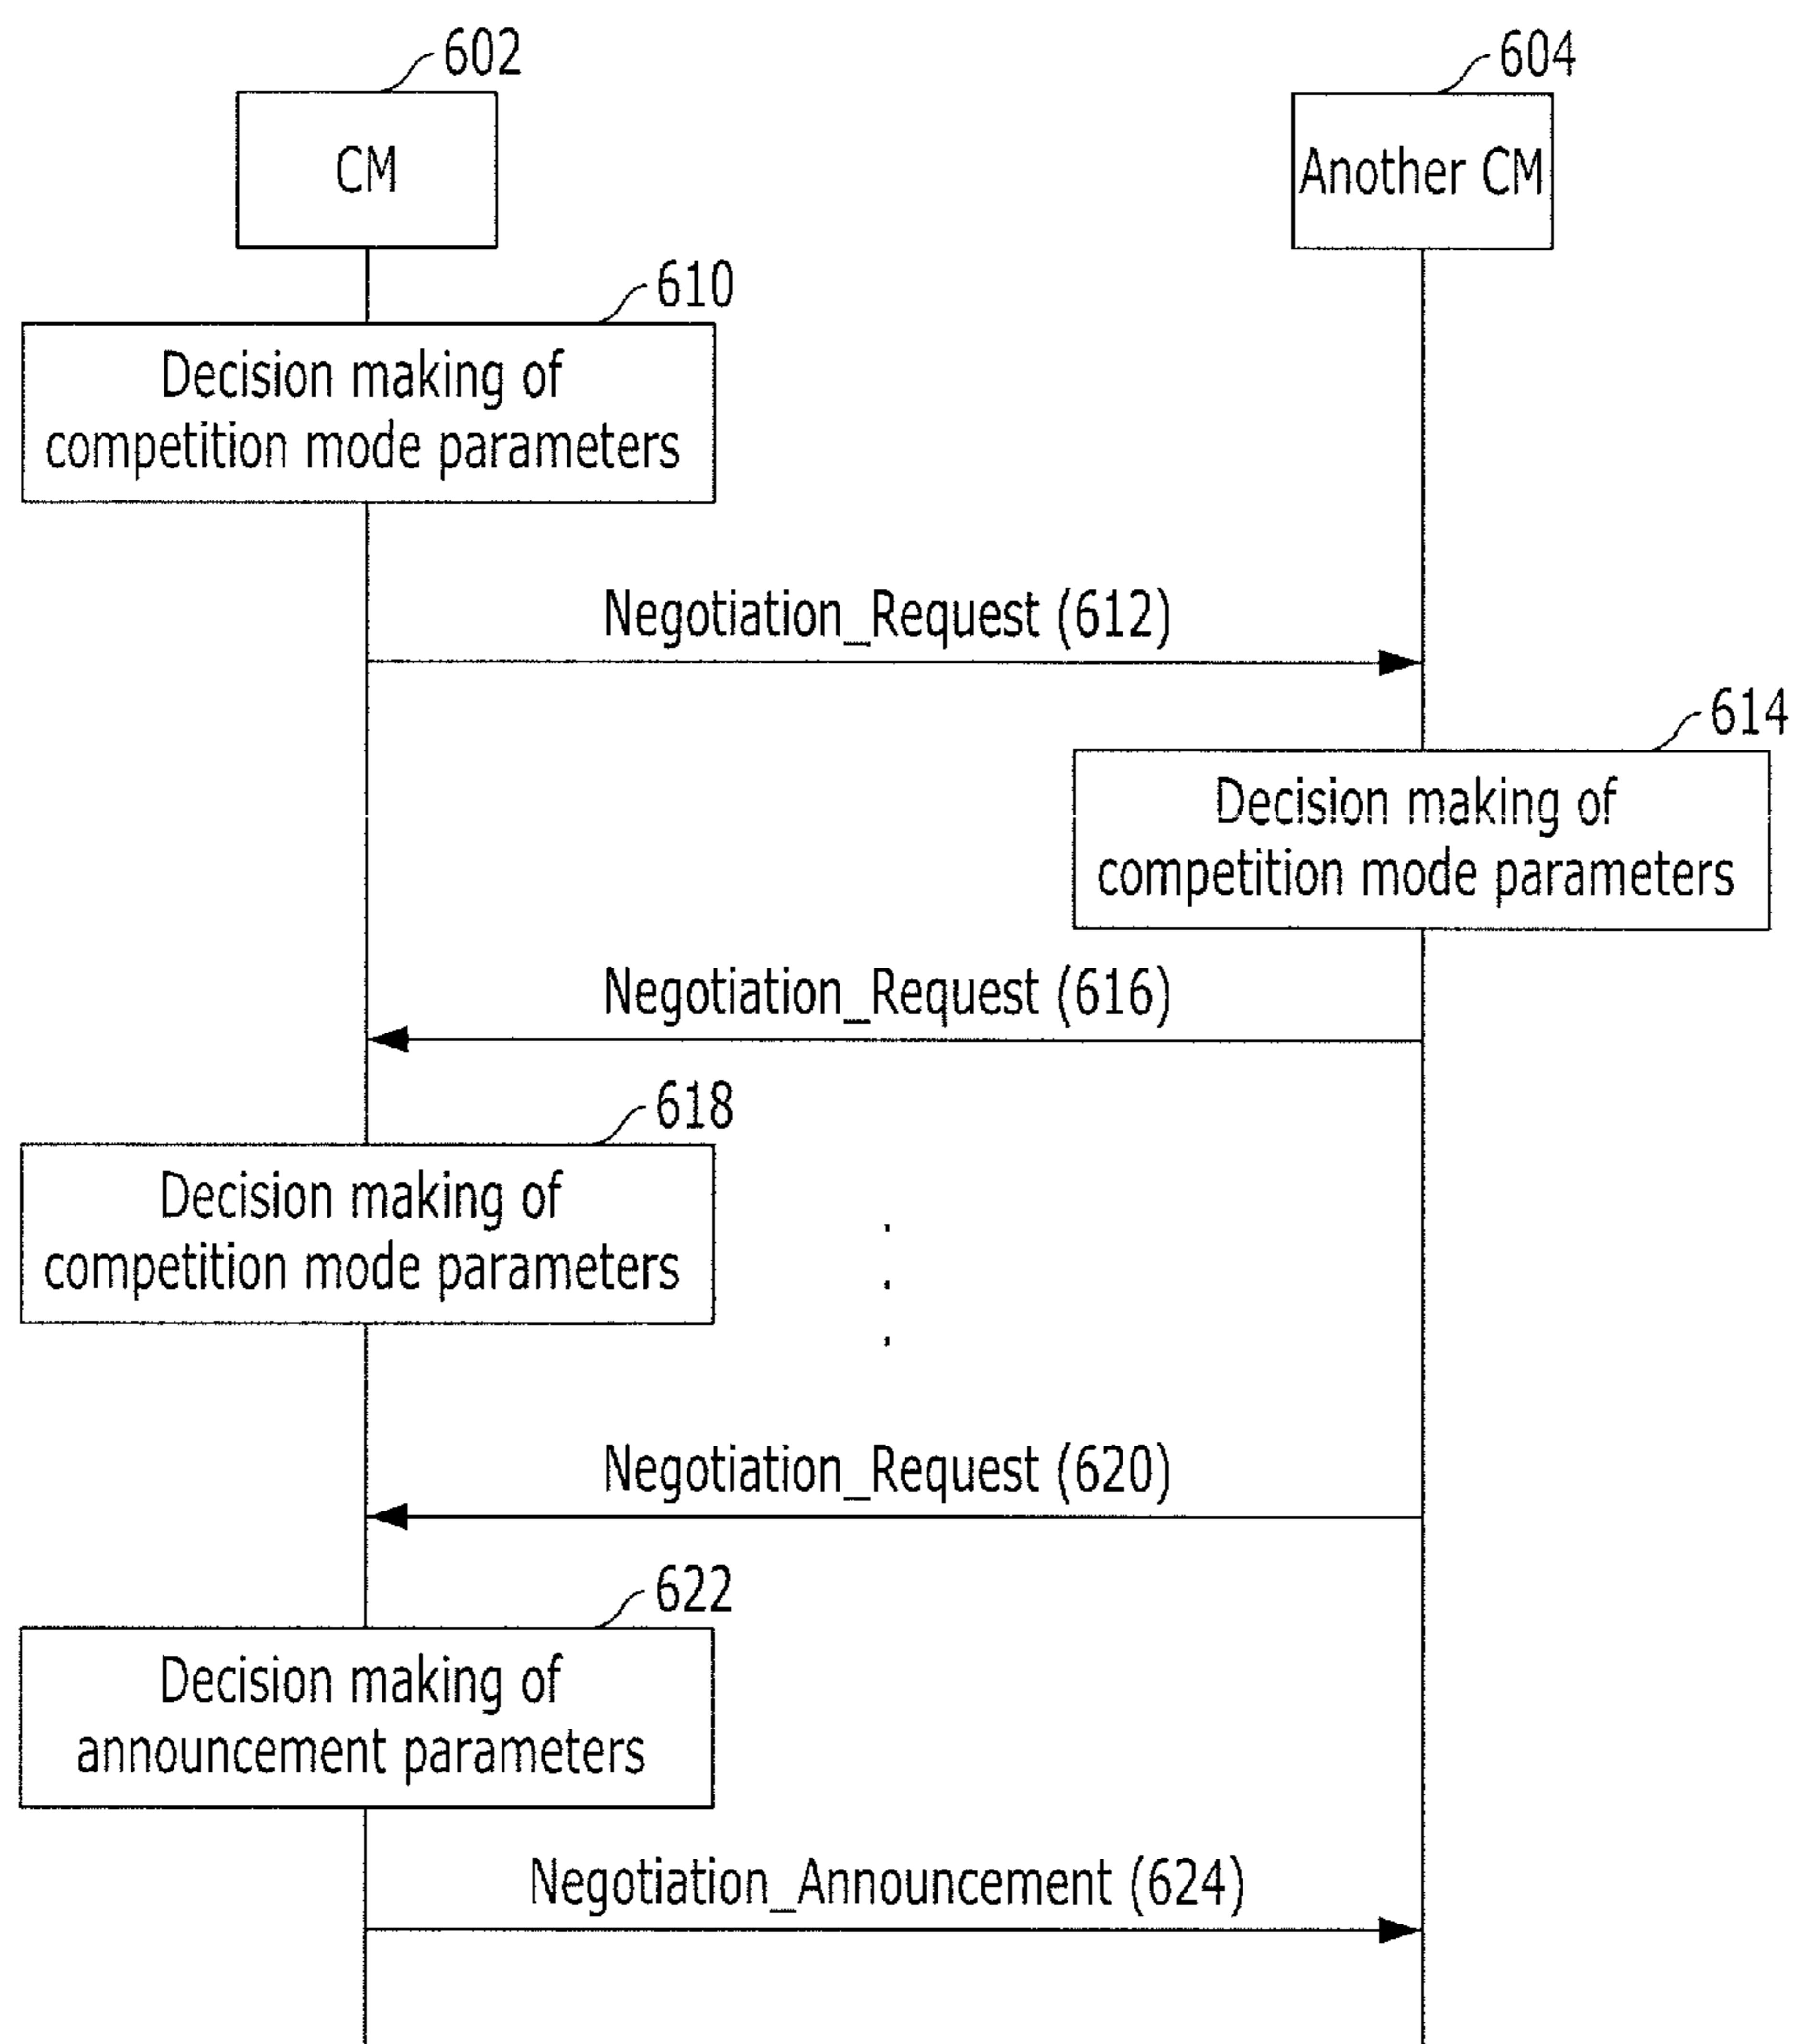 602
604
CM
Another CM
610
Decision making of
competition mode parameters
Negotiation_Request (612)
614
Decision making of
competition mode parameters
Negotiation_Request (616)
618
Decision making of
competition mode parameters
Negotiation_Request (620)
622
Decision making of
announcement parameters
Negotiation_Announcement (624)